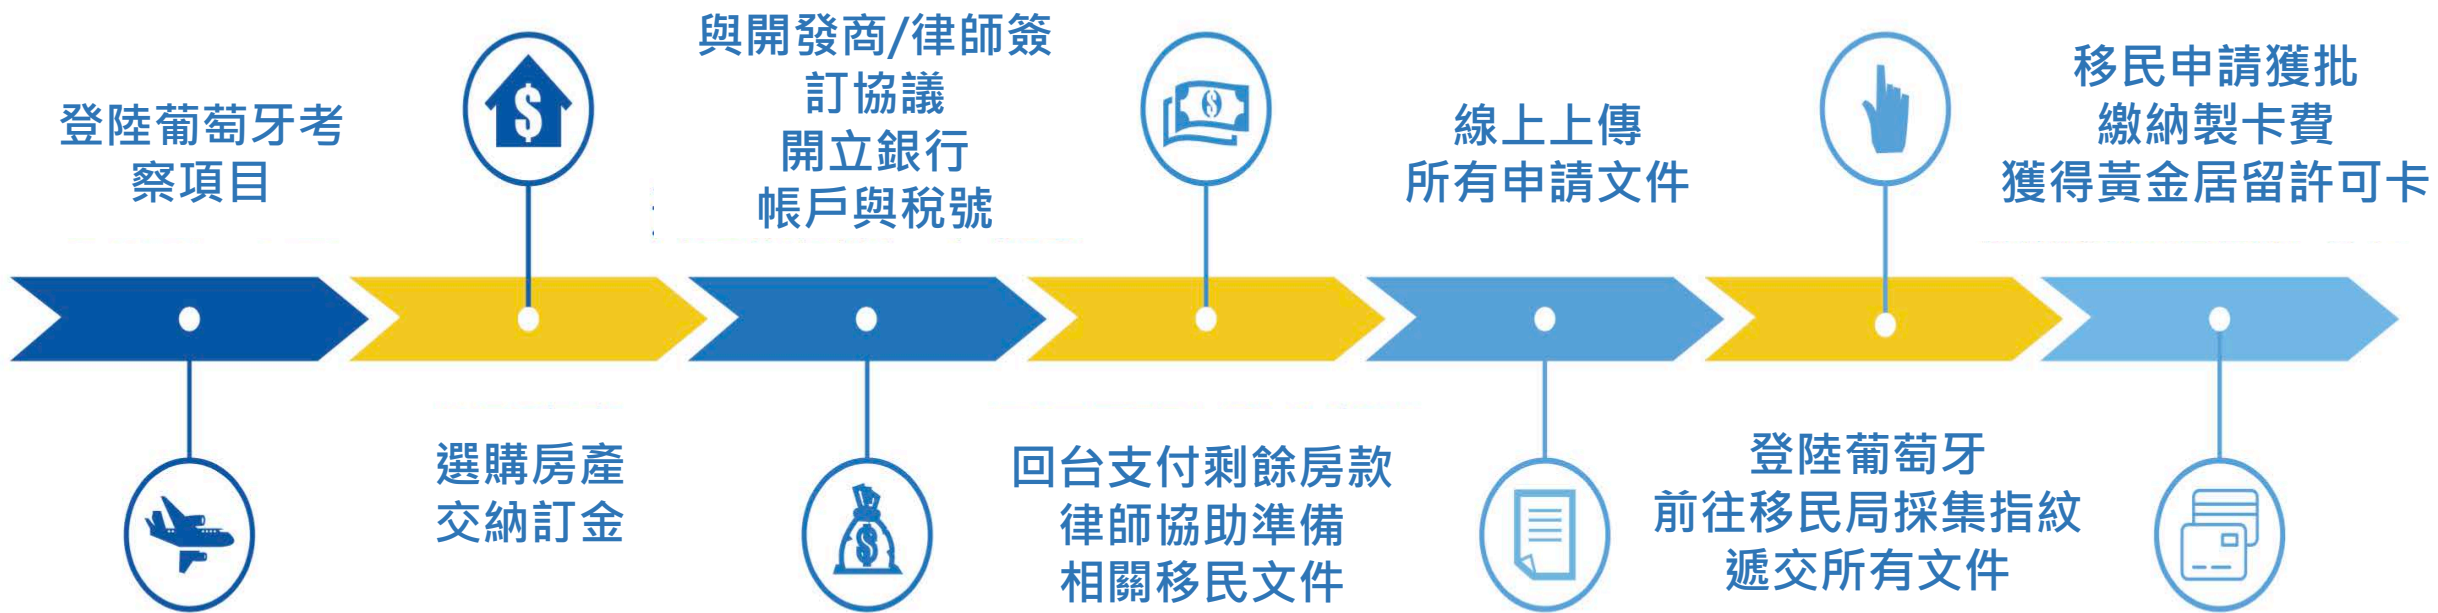 登陸葡萄牙考
察項目
選購房產
交納訂金
與開發商/律師簽
訂協議
開立銀行
帳戶與稅號
回台支付剩餘房款
律師協助準備
相關移民文件
線上上傳
所有申請文件
登陸葡萄牙
前往移民局採集指紋
遞交所有文件
移民申請獲批
繳納製卡費
獲得黃金居留許可卡